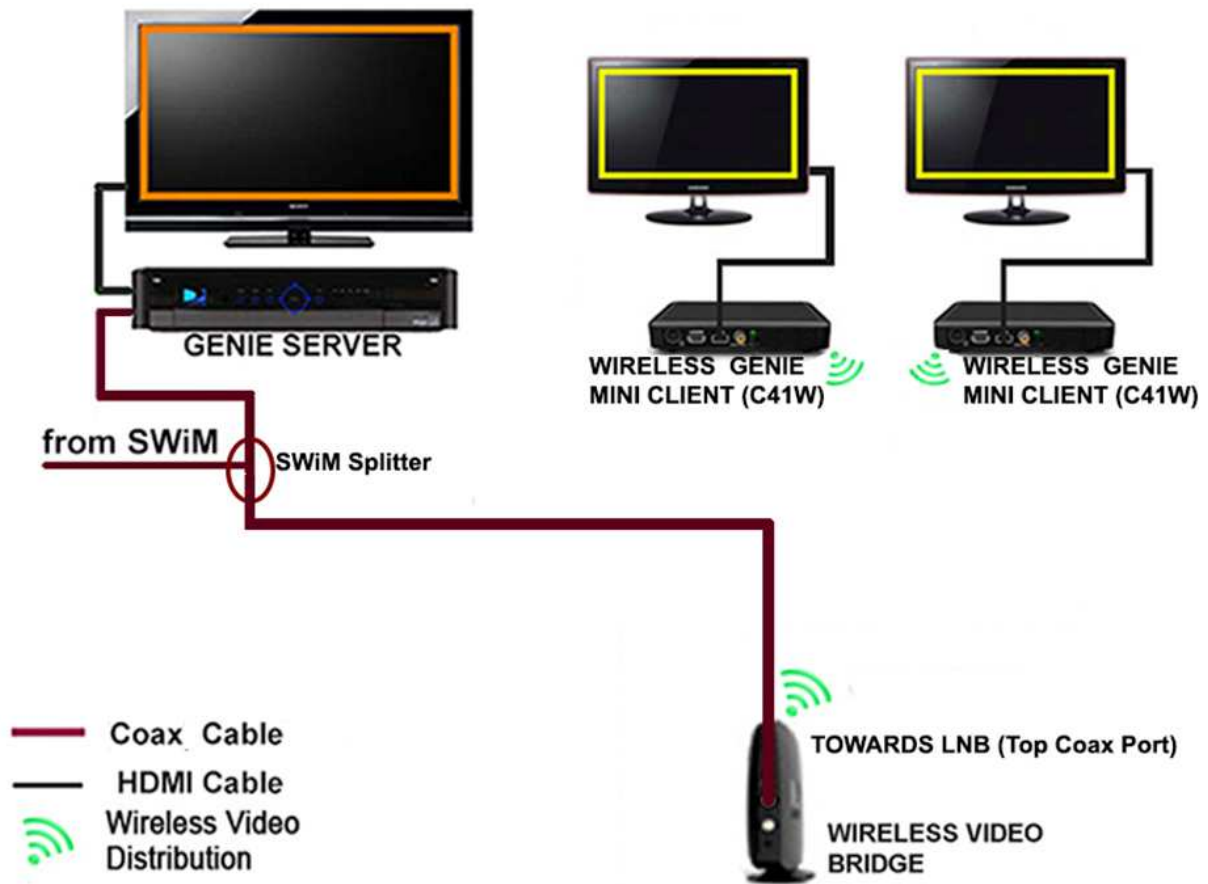 GENIE SERVER
WIRELESS GENIE
MINI CLIENT (C41W)
WIRELESS GENIE
MINI CLIENT (C41W)
from SWiM
SWiM Splitter
TOWARDS LNB (Top Coax Port)
WIRELESS VIDEO
BRIDGE
Coax Cable
HDMI Cable
Wireless Video
Distribution